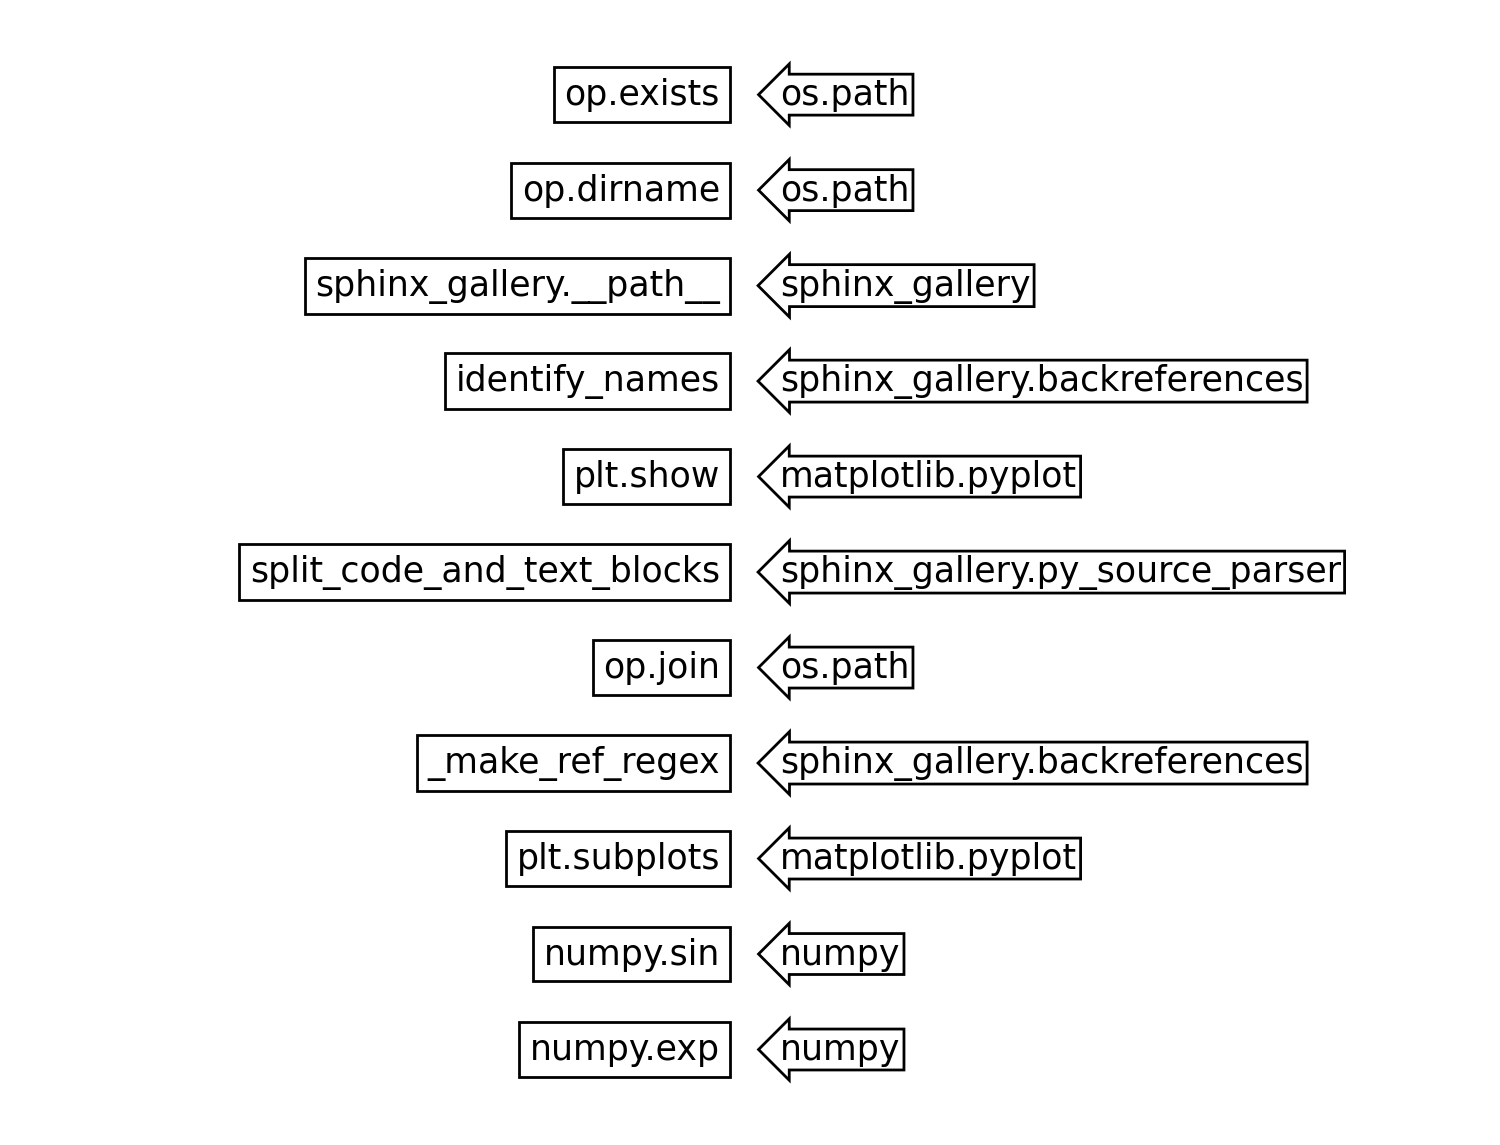 op.exists os.path
op.dirname os.path
sphinx_gallery.__path__ sphinx_gallery
identify_names sphinx_gallery.backreferences
plt.show matplotlib.pyplot
split_code_and_text_blocks sphinx_gallery.py_source_parser
op.join os.path
_make_ref_regex sphinx_gallery.backreferences
plt.subplots matplotlib.pyplot
numpy.sin numpy
numpy.exp numpy